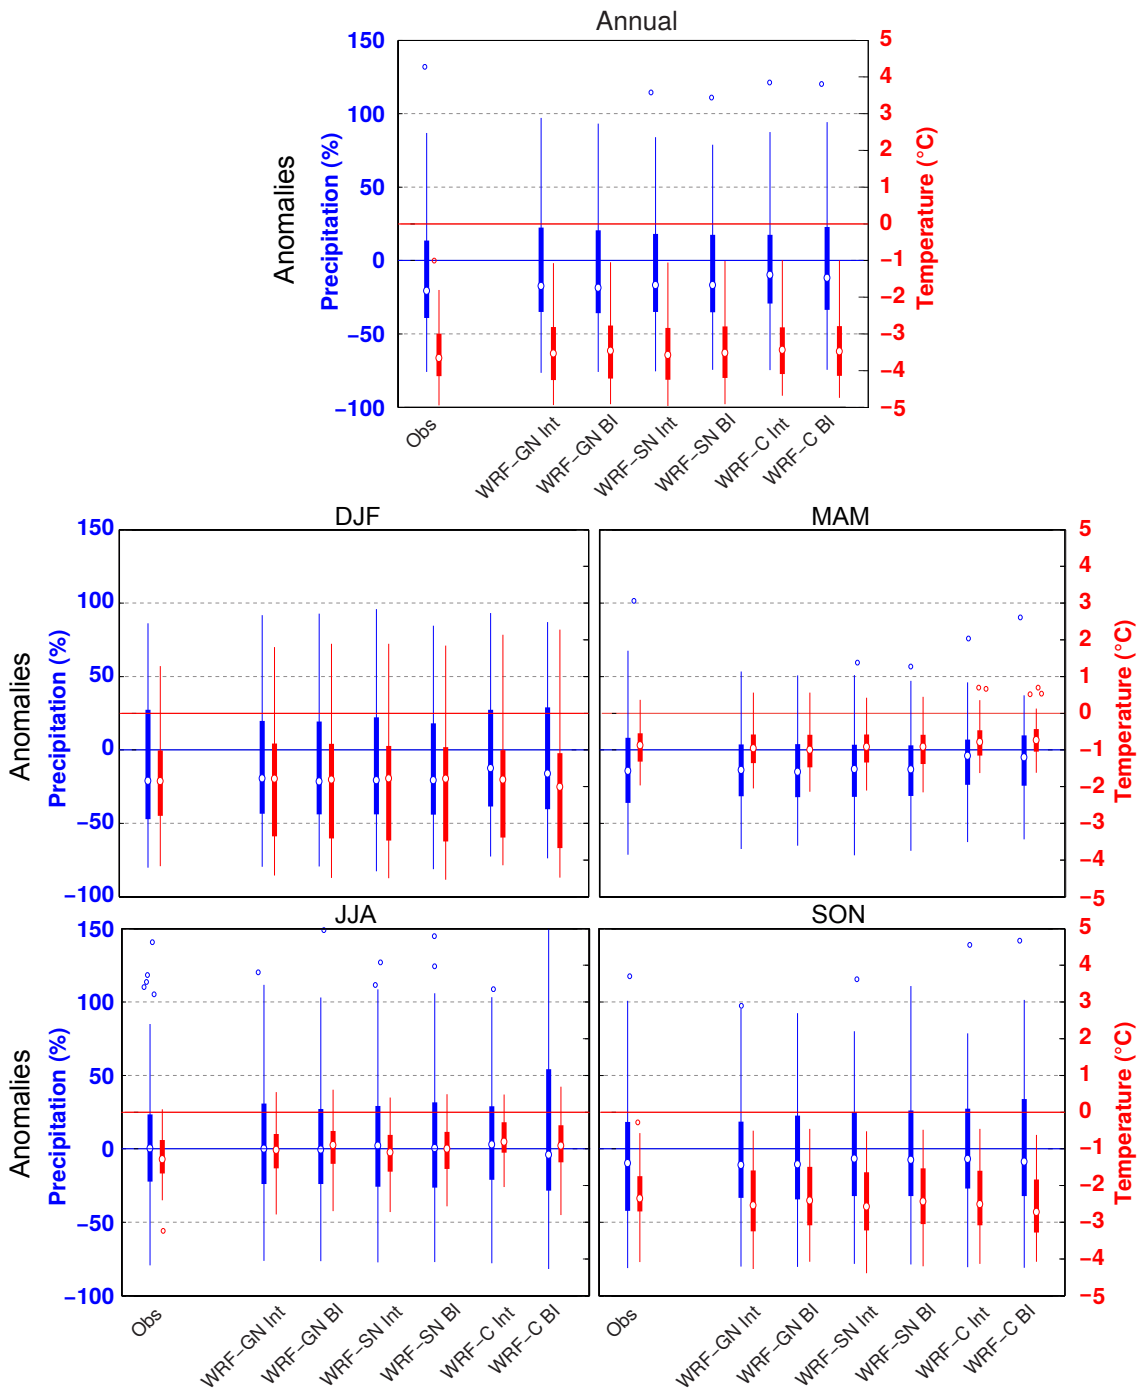 Annual
150
100
50
0
−50
−100
Anomalies
Precipitation (%)
5
4
3
2
1
0
−1
−2
−3
−4
−5
Temperature (°C)
Obs
WRF−GN Int
WRF−GN BI
WRF−SN Int
WRF−SN BI
WRF−C Int
WRF−C BI
DJF
150
100
50
0
−50
−100
Anomalies
Precipitation (%)
MAM
5
4
3
2
1
0
−1
−2
−3
−4
−5
Temperature (°C)
JJA
150
100
50
0
−50
−100
Anomalies
Precipitation (%)
Obs
WRF−GN Int
WRF−GN BI
WRF−SN Int
WRF−SN BI
WRF−C Int
WRF−C BI
SON
5
4
3
2
1
0
−1
−2
−3
−4
−5
Temperature (°C)
Obs
WRF−GN Int
WRF−GN BI
WRF−SN Int
WRF−SN BI
WRF−C Int
WRF−C BI